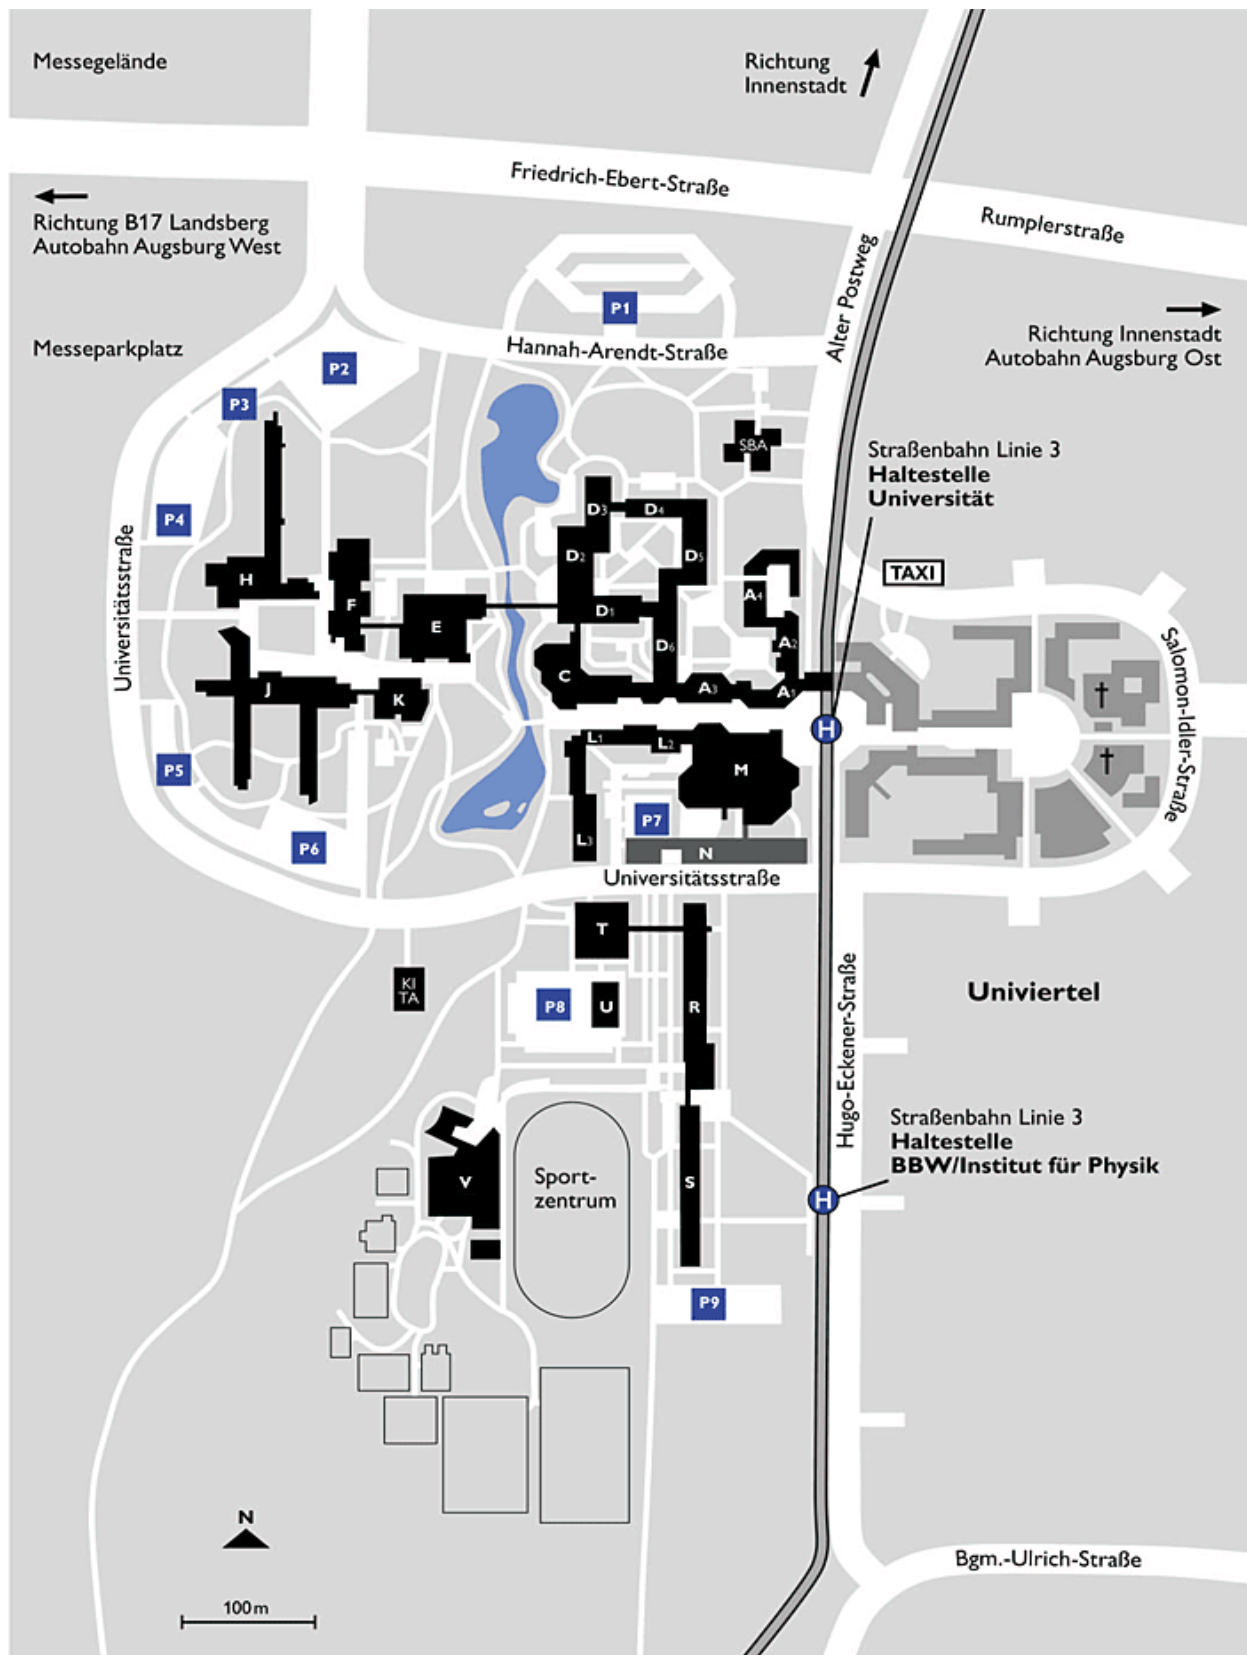 Messegelände
Richtung
Innenstadt
Friedrich-Ebert-Straße
Rumplerstraße
Richtung B17 Landsberg
Autobahn Augsburg West
Alter Postweg
P1
Richtung Innenstadt
Autobahn Augsburg Ost
Messeparkplatz
Hannah-Arendt-Straße
P2
P3
SBA
Straßenbahn Linie 3
Haltestelle
Universität
P4
D3
D4
D2
D5
TAXI
H
F
E
D1
A4
Universitätsstraße
D6
A2
C
A3
A1
J
K
Salomon-Idler-Straße
H
L1
L2
M
P5
P7
P6
L3
N
Universitätsstraße
T
KI
TA
P8
U
R
Univiertel
Hugo-Eckener-Straße
Straßenbahn Linie 3
Haltestelle
BBW/Institut für Physik
V
Sport-
zentrum
S
H
P9
N
Bgm.-Ulrich-Straße
100 m